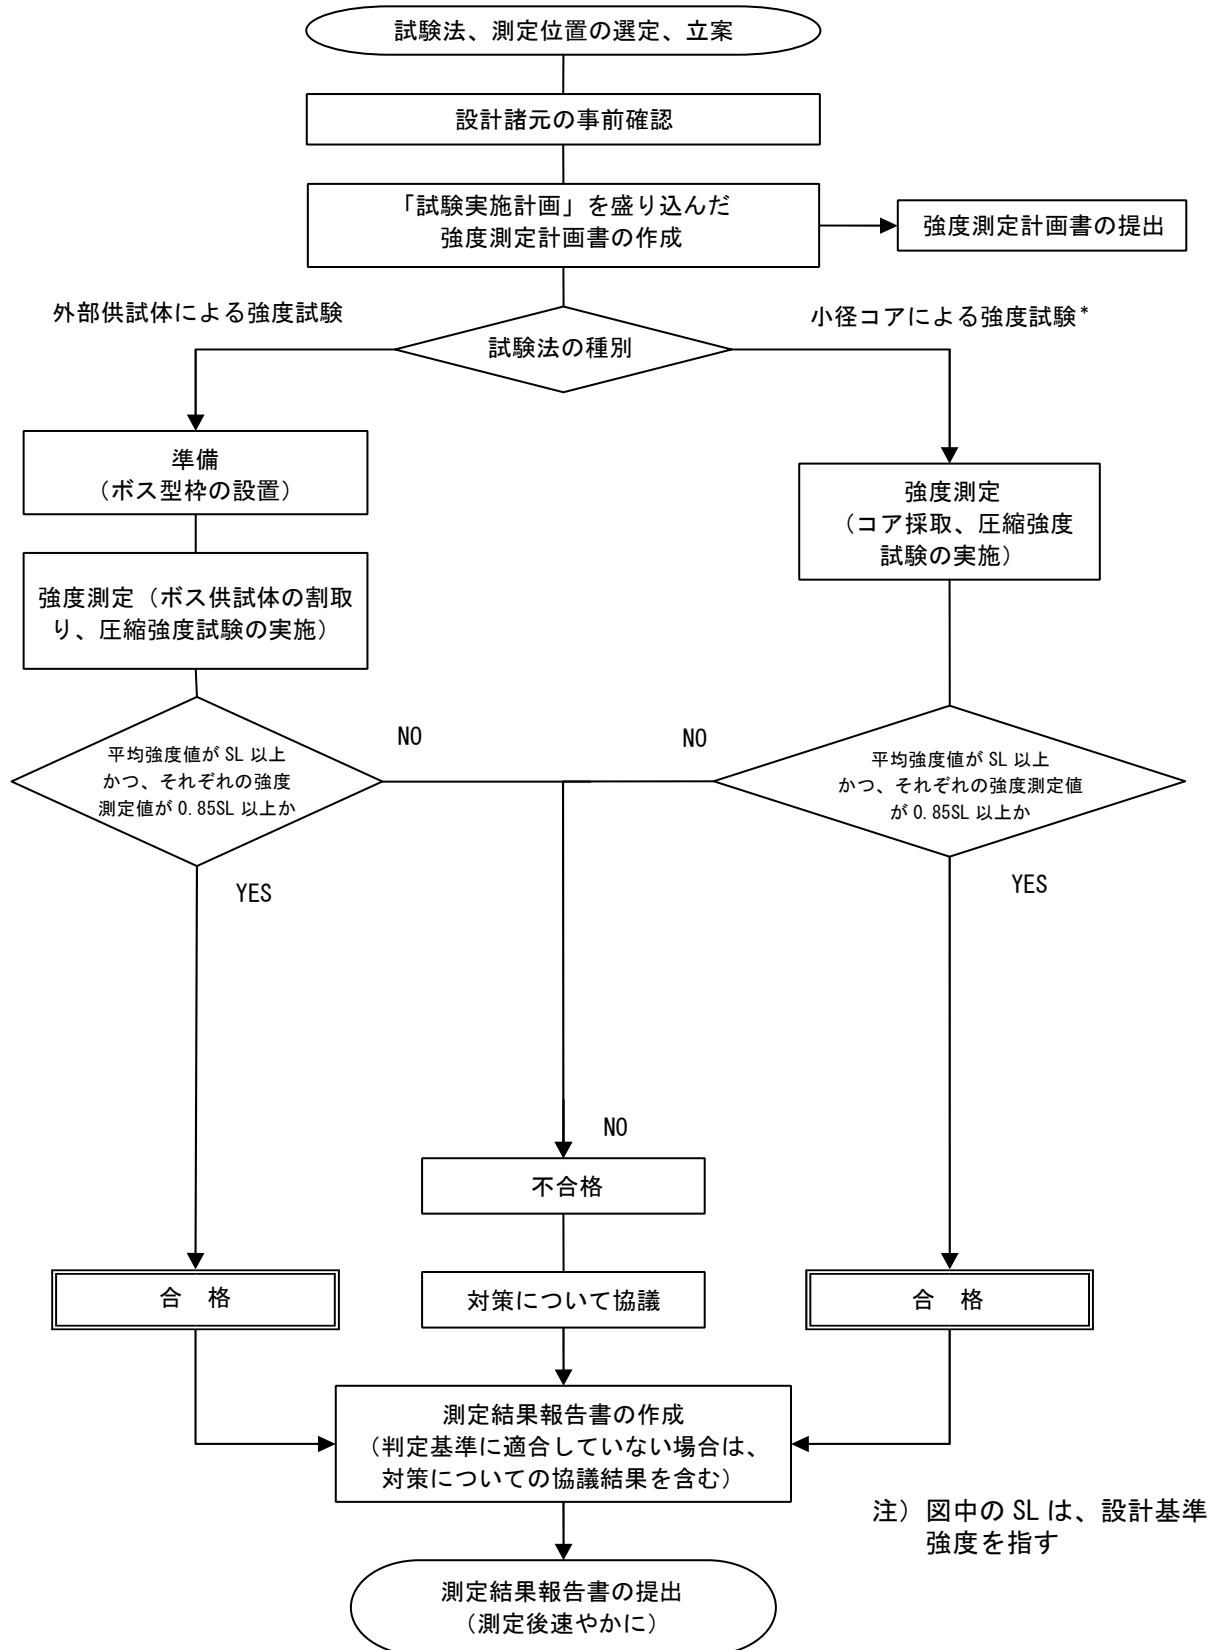 試験法、測定位置の選定、立案
設計諸元の事前確認
「試験実施計画」を盛り込んだ
強度測定計画書の作成
強度測定計画書の提出
外部供試体による強度試験
小径コアによる強度試験*
試験法の種別
準備
（ボス型枠の設置）
強度測定（ボス供試体の割取
り、圧縮強度試験の実施）
強度測定
（コア採取、圧縮強度
試験の実施）
平均強度値が SL 以上
かつ、それぞれの強度
測定値が 0.85SL 以上か
NO
NO
平均強度値が SL 以上
かつ、それぞれの強度測定値
が 0.85SL 以上か
YES
YES
NO
不合格
合　格
対策について協議
合　格
測定結果報告書の作成
（判定基準に適合していない場合は、
対策についての協議結果を含む）
注）図中の SL は、設計基準
強度を指す
測定結果報告書の提出
（測定後速やかに）